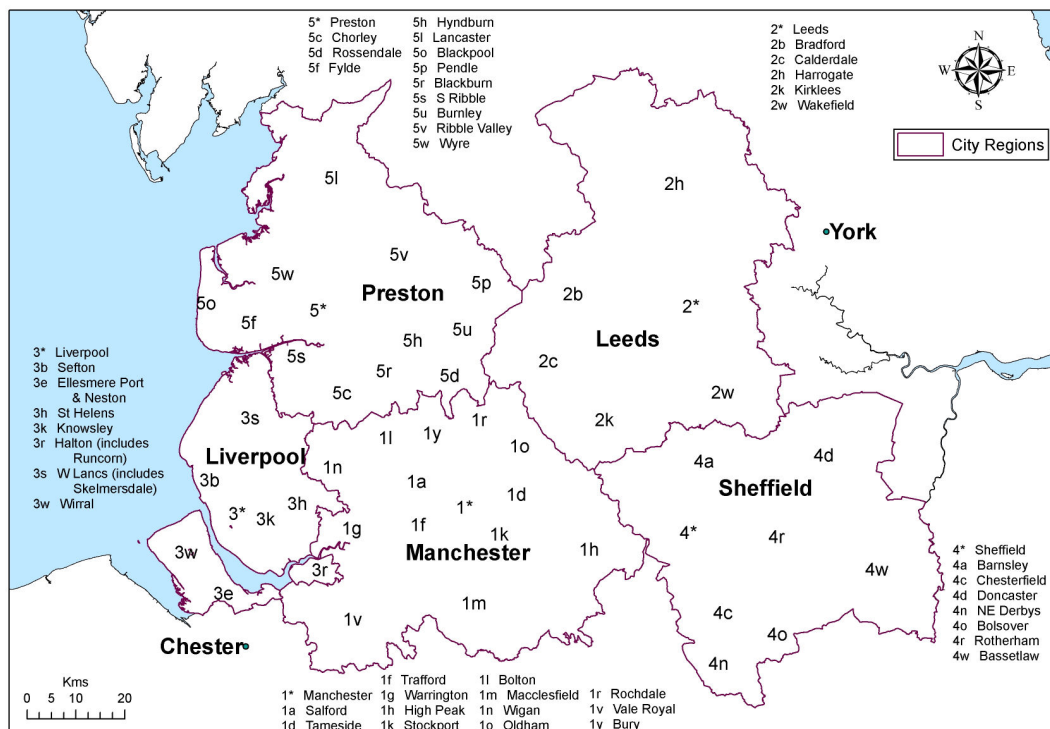 5* Preston
5c Chorley
5d Rossendale
5f Fylde
5h Hyndburn
5l Lancaster
5o Blackpool
5p Pendle
5r Blackburn
5s S Ribble
5u Burnley
5v Ribble Valley
5w Wyre
2* Leeds
2b Bradford
2c Calderdale
2h Harrogate
2k Kirklees
2w Wakefield
N
W E
S
City Regions
5l
2h
York
5v
5w
5p
2b
Preston
5o
5*
2*
5f
5u
5h
Leeds
5s
2c
5r
5d
5c
2w
3* Liverpool
3b Sefton
3e Ellesmere Port
& Neston
3h St Helens
3k Knowsley
3r Halton (includes
Runcorn)
3s W Lancs (includes
Skelmersdale)
3w Wirral
3s
1r
2k
1l
1y
1o
Liverpool
1n
4a
4d
3b
1a
Sheffield
1d
3h
1*
3*
3k
1g
1f
1k
4*
4r
3w
Manchester
1h
3r
4w
3e
1m
1v
4c
4o
4n
Chester
4* Sheffield
4a Barnsley
4c Chesterfield
4d Doncaster
4n NE Derbys
4o Bolsover
4r Rotherham
4w Bassetlaw
Kms
0 5 10 20
1* Manchester
1a Salford
1d Tameside
1f Trafford
1g Warrington
1h High Peak
1k Stockport
1l Bolton
1m Macclesfield
1n Wigan
1o Oldham
1r Rochdale
1v Vale Royal
1y Bury